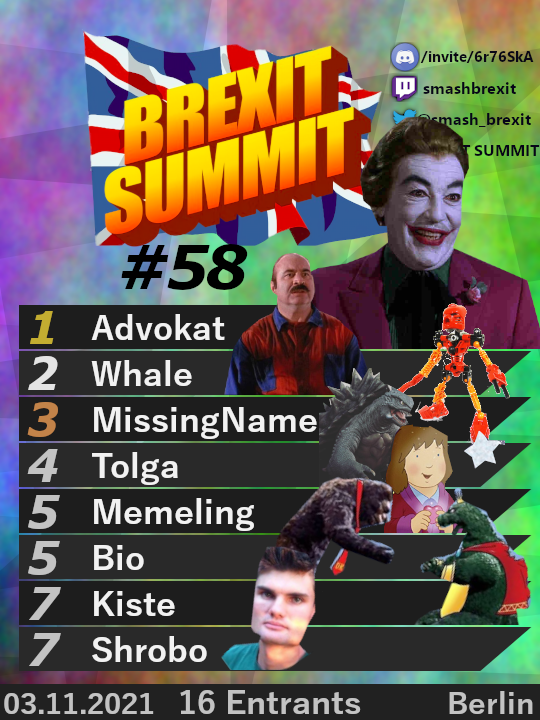 BREXIT
SUMMIT
#58
/invite/6r76SkA
smashbrexit
@smash_brexit
SUMMIT
1 Advokat
2 Whale
3 MissingName
4 Tolga
5 Memeling
5 Bio
7 Kiste
7 Shrobo
03.11.2021 16 Entrants Berlin